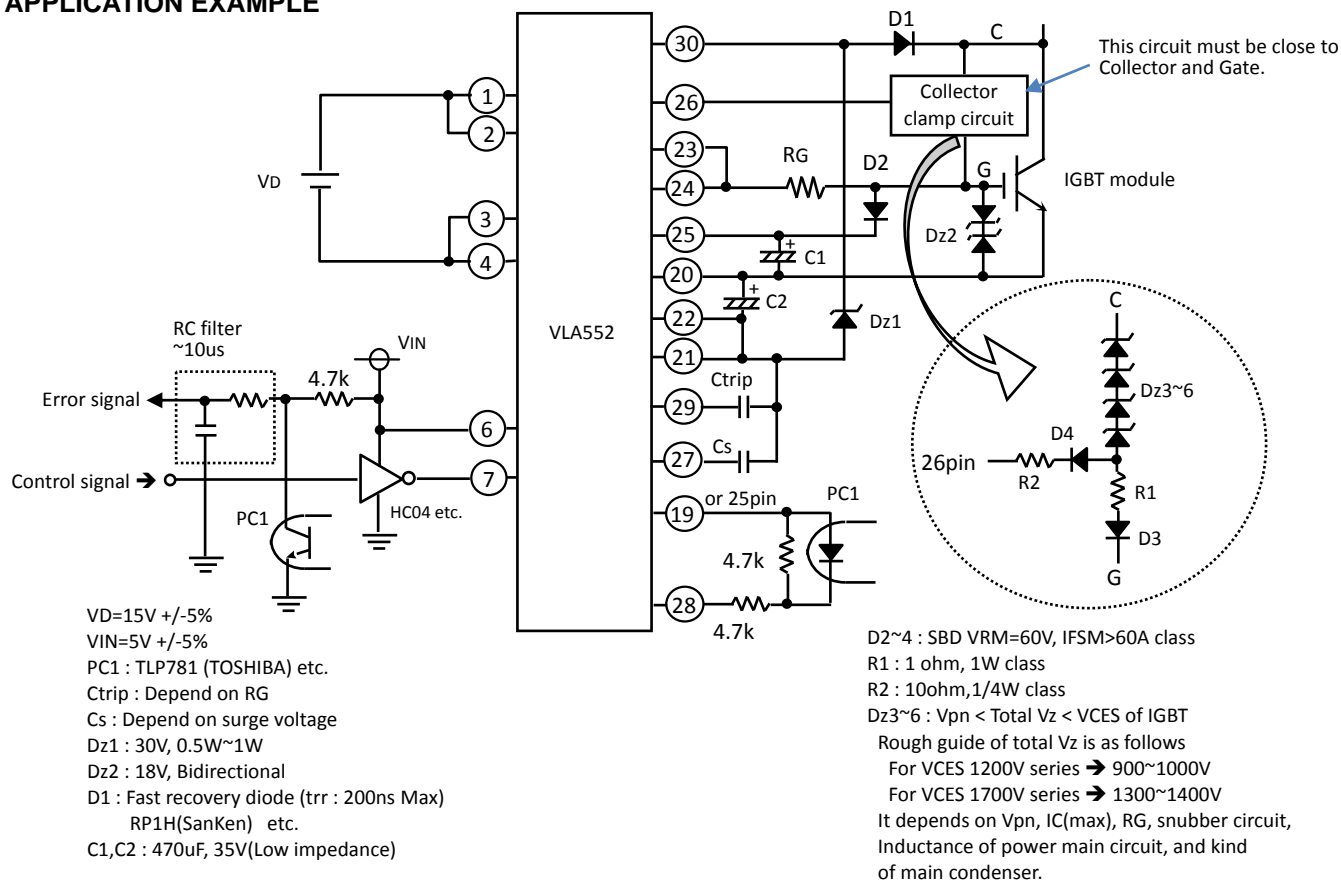 APPLICATION EXAMPLE
D1
30
C
This circuit must be close to
Collector and Gate.
1
26
Collector
clamp circuit
2
23
RG
D2
G
VD
24
IGBT module
3
25
Dz2
4
+
C1
20
+
C2
C
22
VLA552
Dz1
RC filter
~10us
VIN
21
4.7k
Ctrip
Dz3~6
Error signal
29
6
D4
Cs
26pin
Control signal ➔
7
27
R2
R1
HC04 etc.
or 25pin
PC1
PC1
19
D3
4.7k
G
28
4.7k
VD=15V +/-5%
VIN=5V +/-5%
PC1 : TLP781 (TOSHIBA) etc.
Ctrip : Depend on RG
Cs : Depend on surge voltage
Dz1 : 30V, 0.5W~1W
Dz2 : 18V, Bidirectional
D1 : Fast recovery diode (trr : 200ns Max)
RP1H(SanKen) etc.
C1,C2 : 470uF, 35V(Low impedance)
D2~4 : SBD VRM=60V, IFSM>60A class
R1 : 1 ohm, 1W class
R2 : 10ohm,1/4W class
Dz3~6 : Vpn < Total Vz < VCES of IGBT
Rough guide of total Vz is as follows
For VCES 1200V series ➔ 900~1000V
For VCES 1700V series ➔ 1300~1400V
It depends on Vpn, IC(max), RG, snubber circuit,
Inductance of power main circuit, and kind
of main condenser.